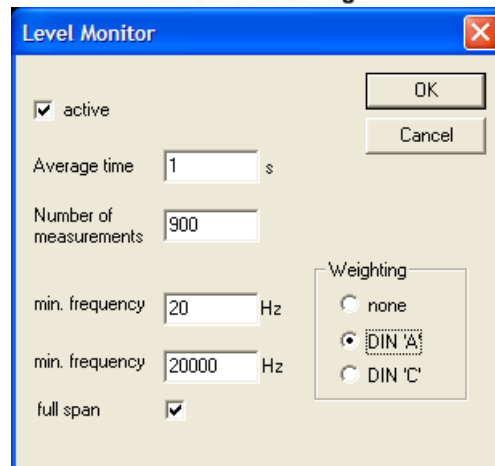 Level Monitor
OK
active
Cancel
Average time 1 s
Number of
measurements 900
Weighting
min. frequency 20 Hz
none
DIN 'A'
min. frequency 20000 Hz
DIN 'C'
full span